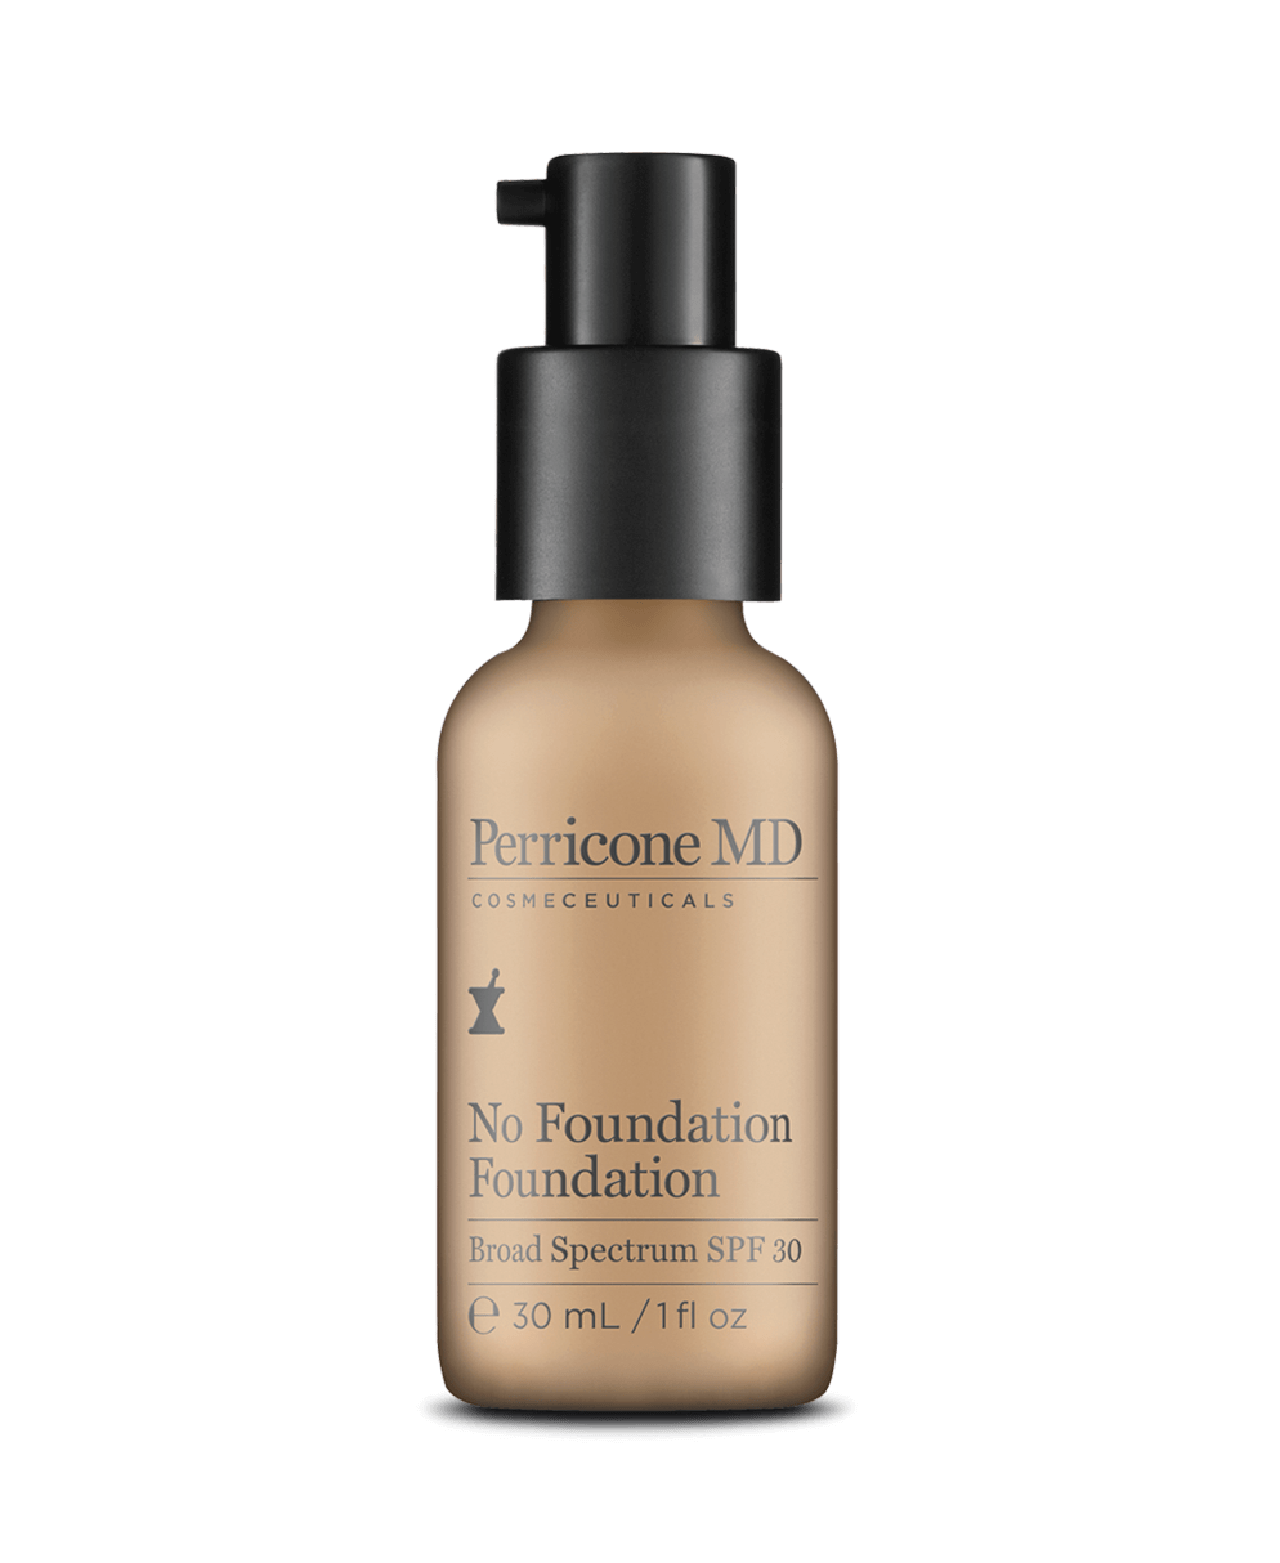 Perricone MD
COSMECEUTICALS
No Foundation
Foundation
Broad Spectrum SPF 30
℮ 30 mL / 1 fl oz